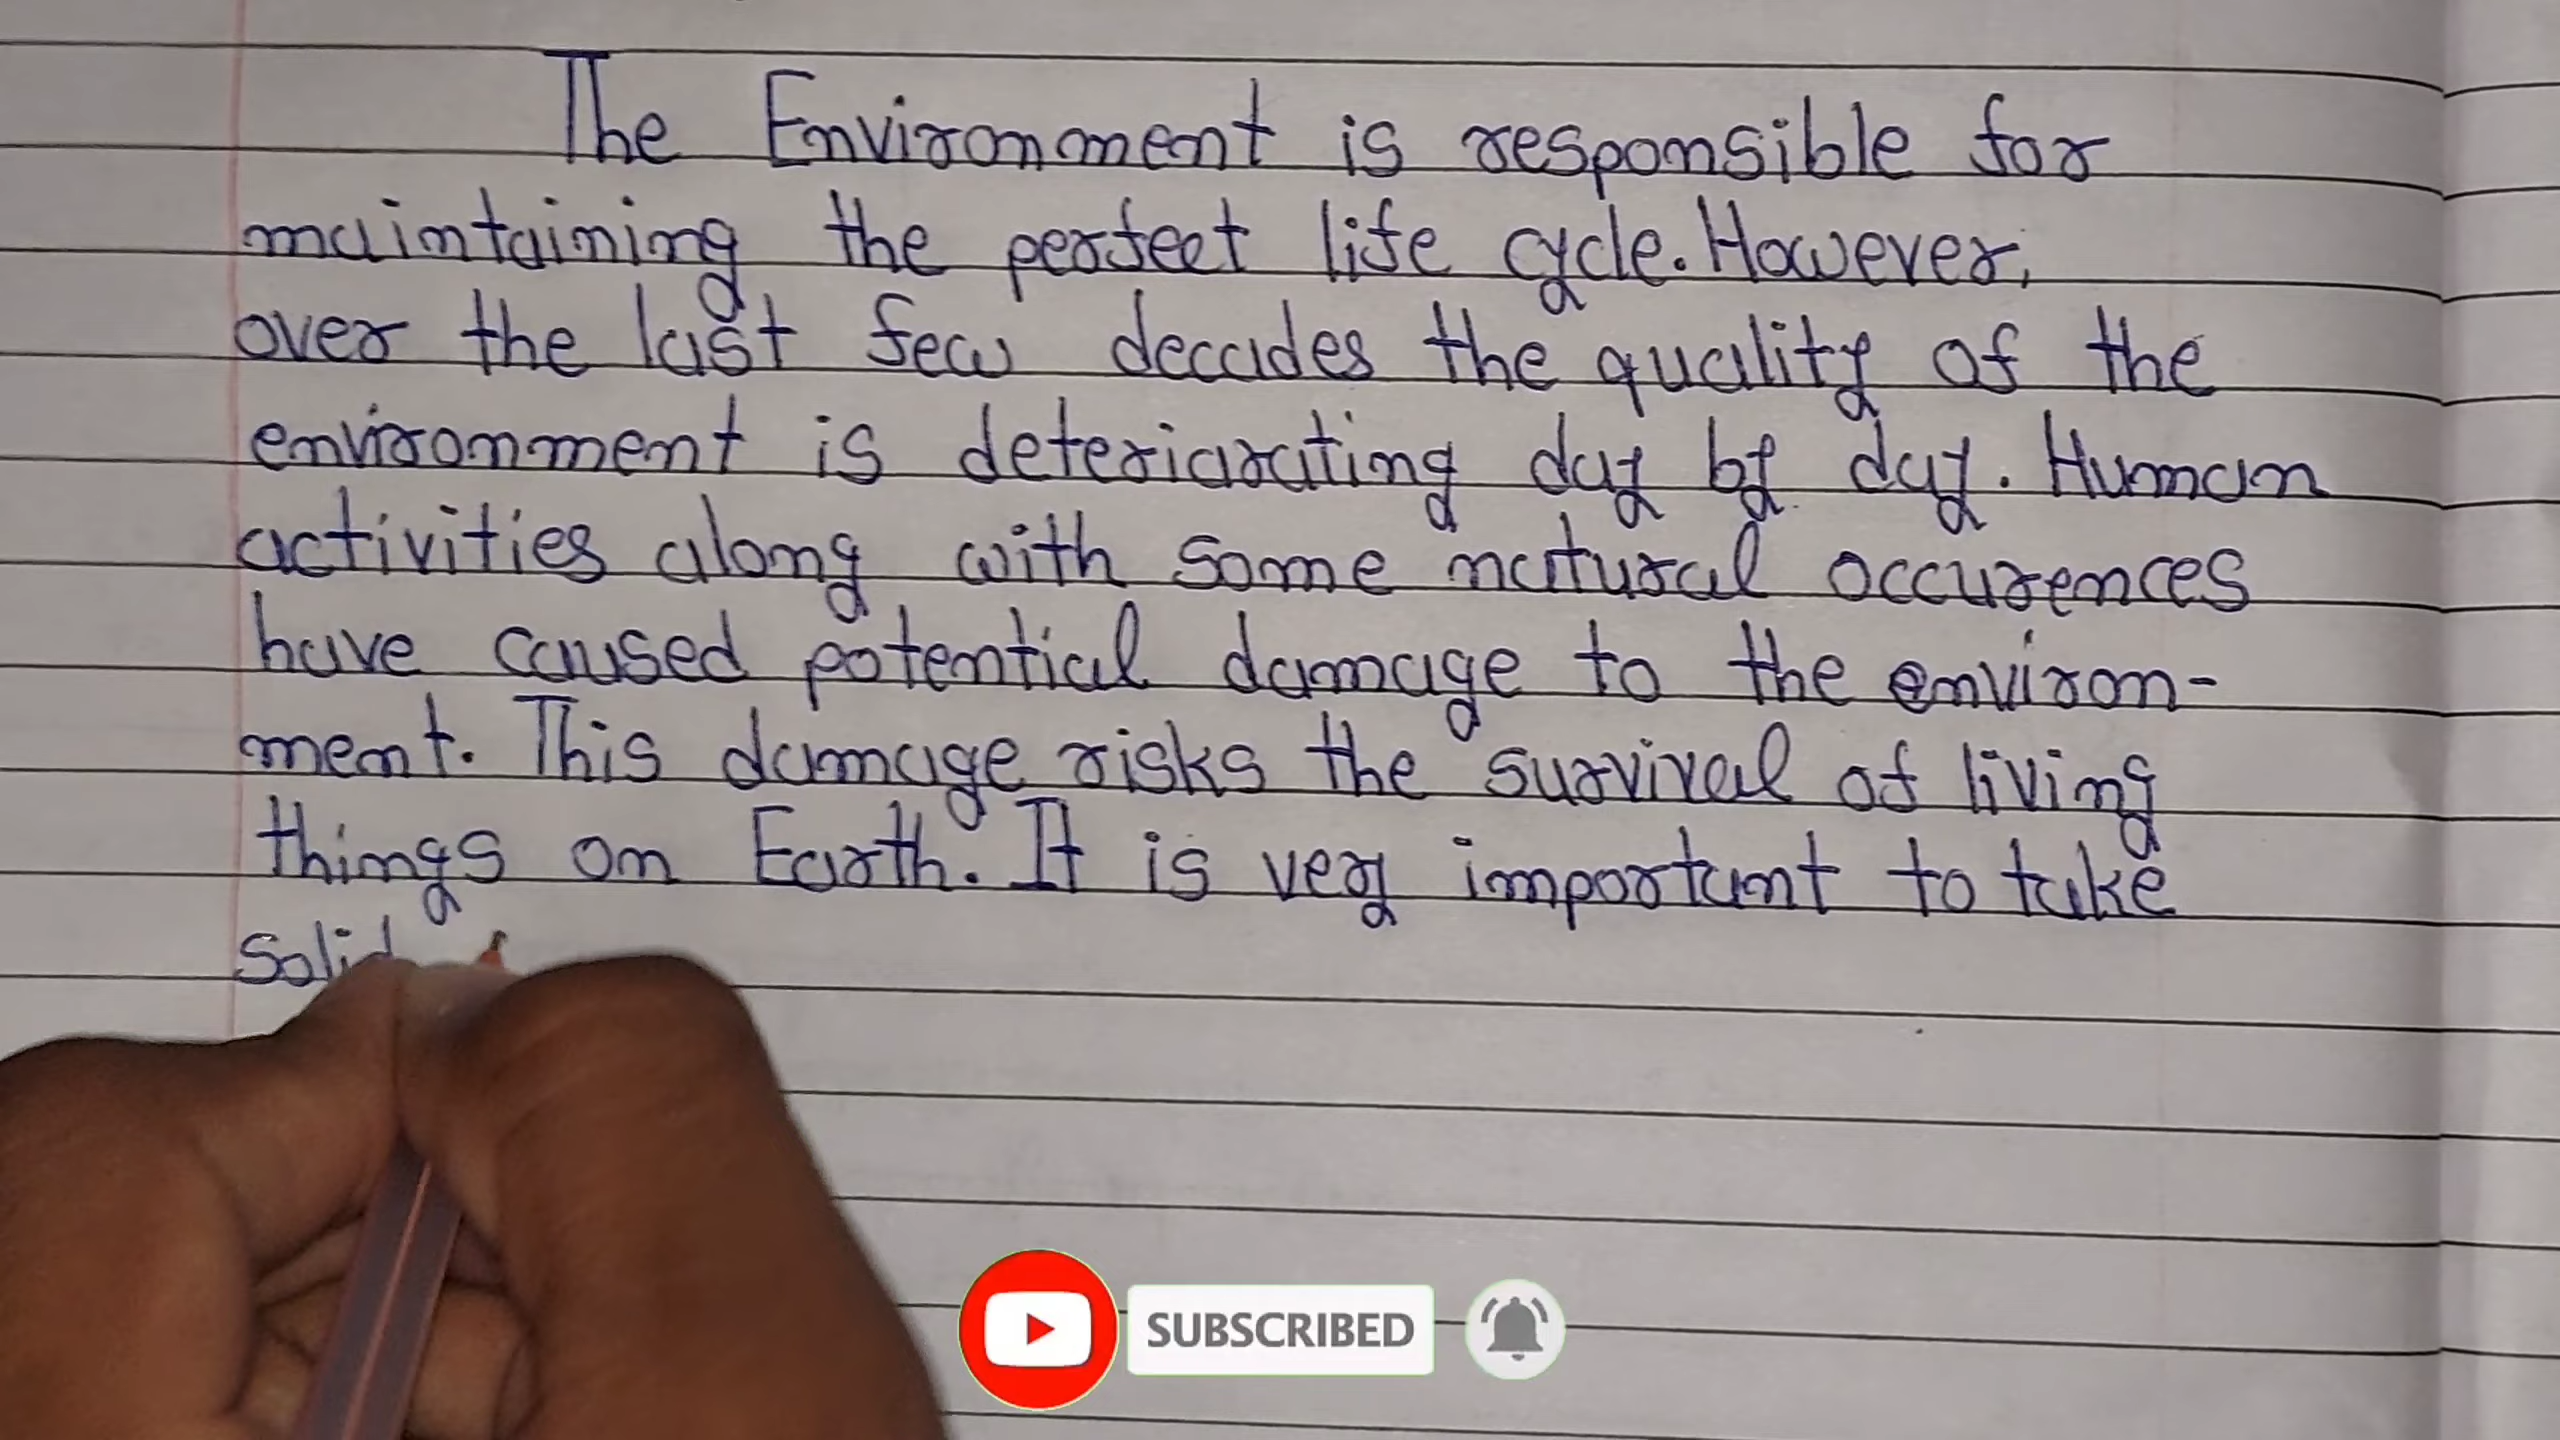 The Environment is responsible for
maintaining the perfect life cycle. However,
over the last few decades the quality of the
environment is deteriarating day by day. Human
activities along with some natural occurences
have caused potential damage to the environ-
ment. This damage risks the survival of living
things on Earth. It is very important to take
Solid
SUBSCRIBED